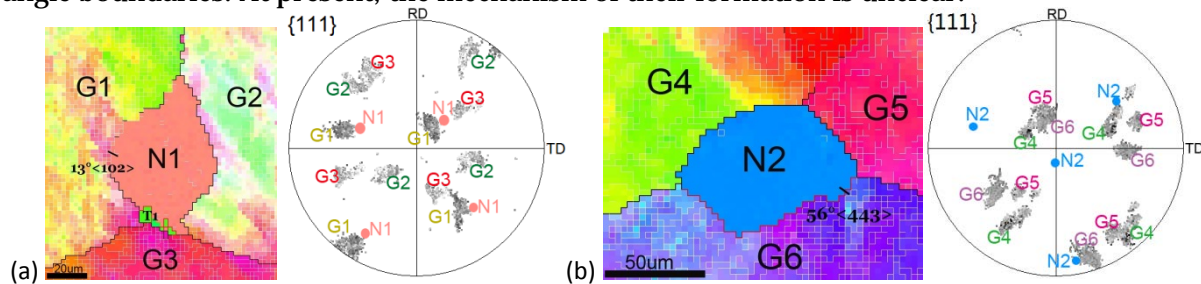 angle boundaries. At present, the mechanism of their formation is unclear.
(a)
G1
G2
N1
13°<102>
T1
G3
20um
{111}
RD
TD
G3
G2
G2
G3
N1
N1
G1
G1
G3
G2
G3
G2
G1
N1
N1
G1
(b)
G4
G5
N2
56°<443>
G6
50um
{111}
RD
TD
N2
N2
G5
G5
G4
G6
G4
N2
G6
G5
G4
G5
G6
G4
N2